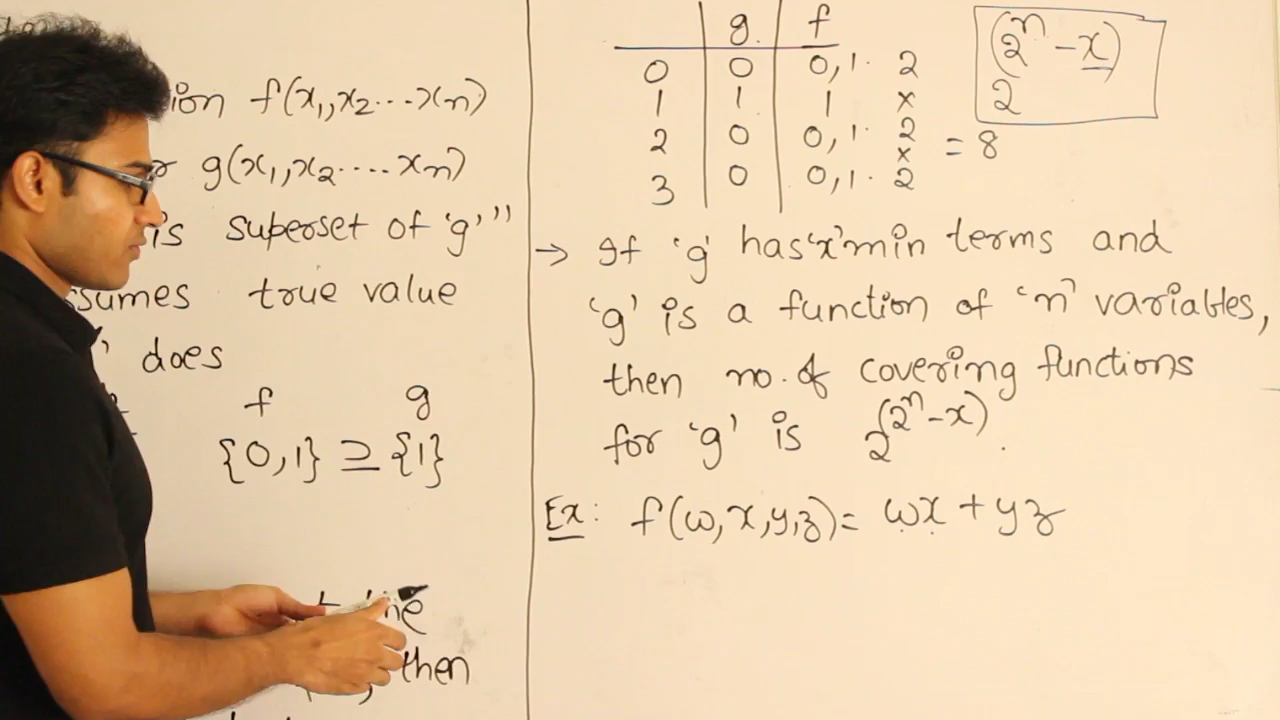 ion f(x₁,x₂...xn)
r g(x₁,x₂....xn)
is superset of 'g'"
ssumes true value
' does
f g
{0,1} ⊇ {1}
the
then
g f
0 0 0,1. 2
1 1 1 x
2 0 0,1. 2
x = 8
3 0 0,1. 2
2^(2^n - x)
→ If 'g' has 'x' min terms and
'g' is a function of 'n' variables,
then no. of covering functions
for 'g' is 2^(2^n - x).
Ex: f(w,x,y,z) = wx + yz